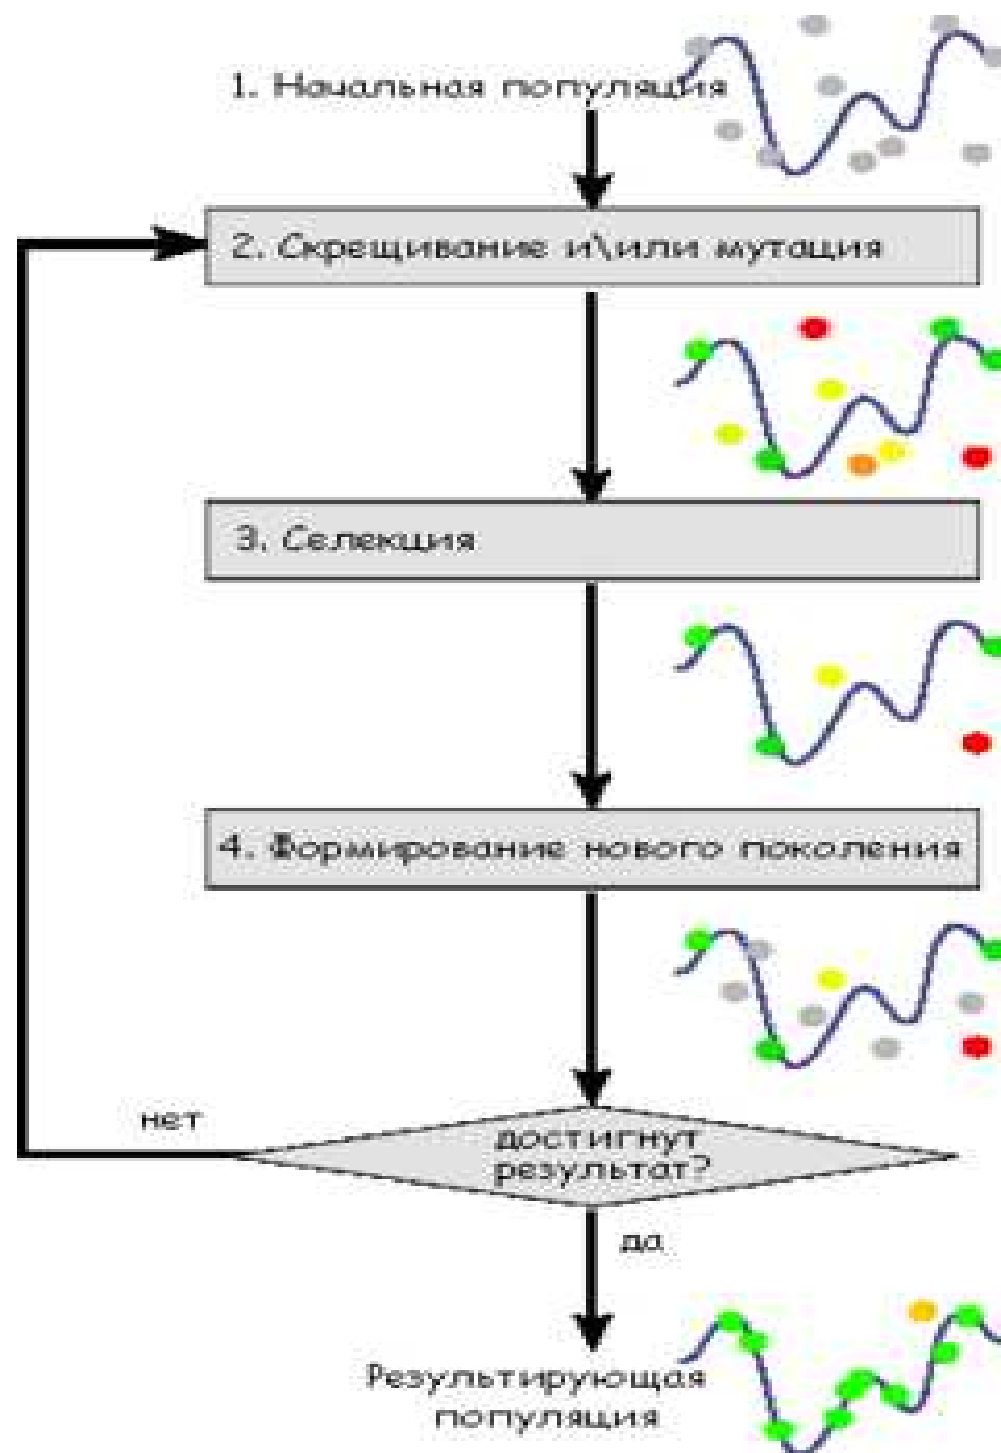 1. Начальная популяция
2. Скрещивание и\или мутация
3. Селекция
4. Формирование нового поколения
нет
достигнут
результат?
да
Результирующая
популяция